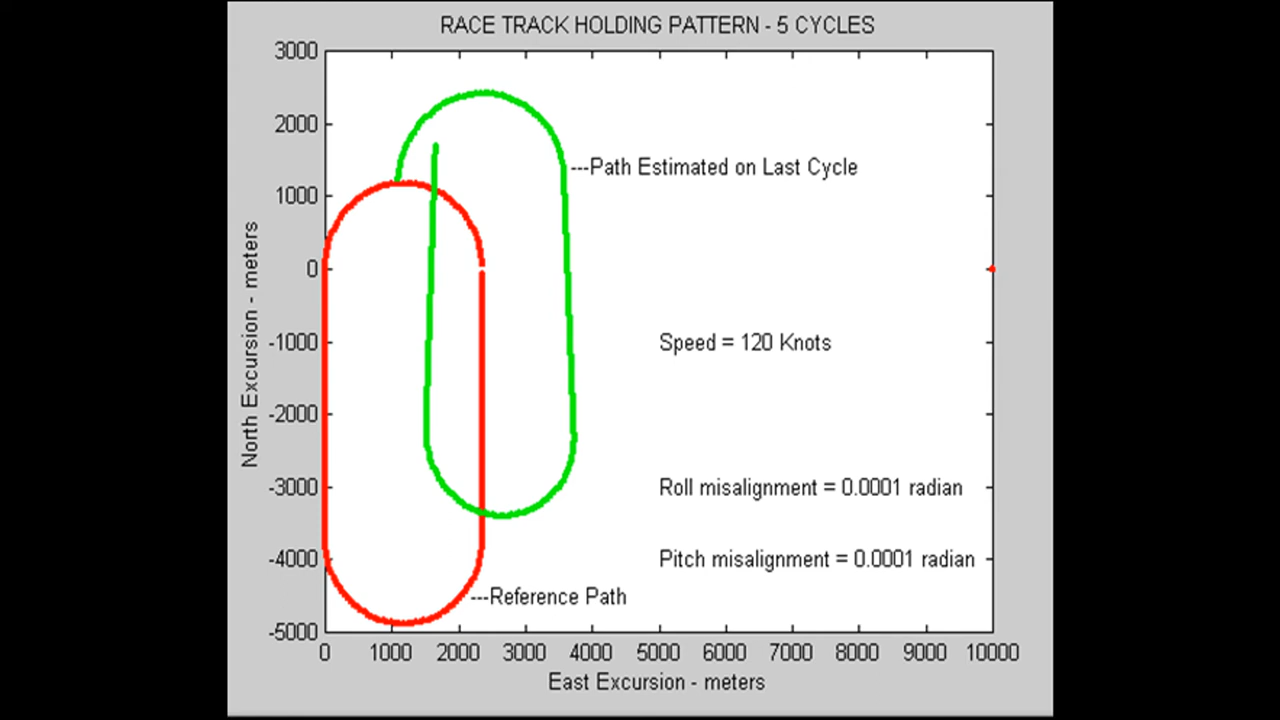 RACE TRACK HOLDING PATTERN - 5 CYCLES
3000
2000
---Path Estimated on Last Cycle
1000
0
-1000
Speed = 120 Knots
-2000
-3000
Roll misalignment = 0.0001 radian
-4000
Pitch misalignment = 0.0001 radian
---Reference Path
-5000
North Excursion - meters
0 1000 2000 3000 4000 5000 6000 7000 8000 9000 10000
East Excursion - meters